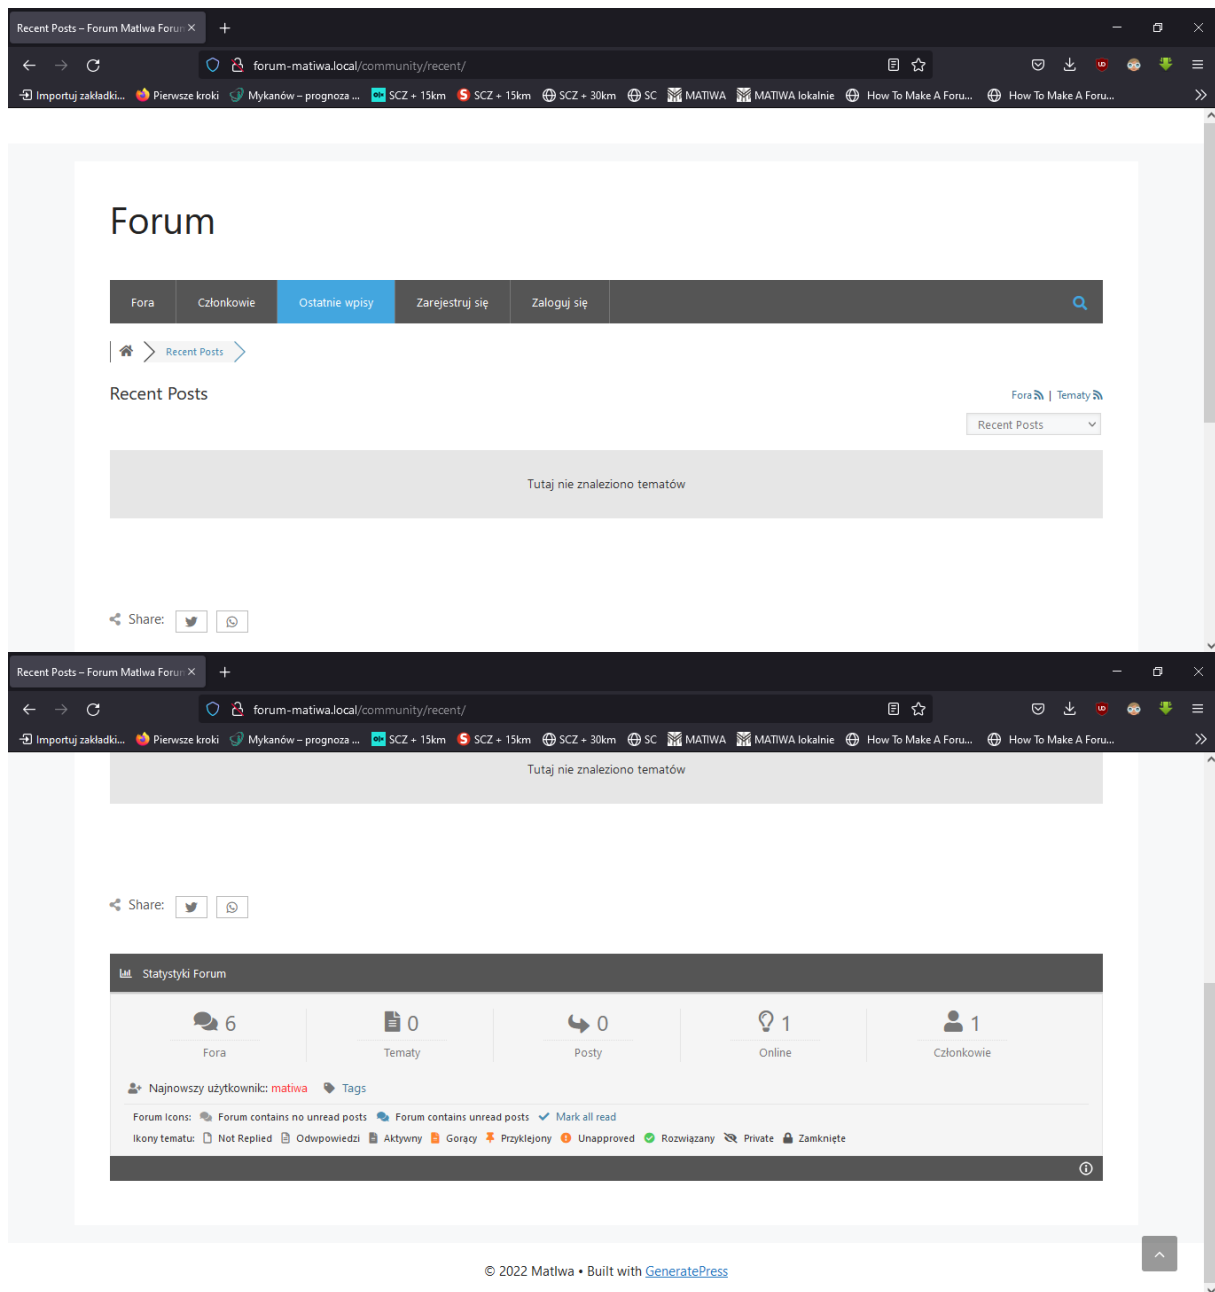 Recent Posts – Forum MatIwa Forum
forum-matiwa.local/community/recent/
Importuj zakładki... Pierwsze kroki Mykanów – prognoza ... SCZ + 15km SCZ + 15km SCZ + 30km SC MATIWA MATIWA lokalnie How To Make A Foru... How To Make A Foru...
Forum
Fora Członkowie Ostatnie wpisy Zarejestruj się Zaloguj się
Recent Posts
Recent Posts Fora | Tematy
Recent Posts
Tutaj nie znaleziono tematów
Share:
Recent Posts – Forum MatIwa Forum
forum-matiwa.local/community/recent/
Importuj zakładki... Pierwsze kroki Mykanów – prognoza ... SCZ + 15km SCZ + 15km SCZ + 30km SC MATIWA MATIWA lokalnie How To Make A Foru... How To Make A Foru...
Tutaj nie znaleziono tematów
Share:
Statystyki Forum
6 0 0 1 1
Fora Tematy Posty Online Członkowie
Najnowszy użytkownik:: matiwa Tags
Forum Icons: Forum contains no unread posts Forum contains unread posts Mark all read
Ikony tematu: Not Replied Odwpowiedzi Aktywny Gorący Przyklejony Unapproved Rozwiązany Private Zamknięte
© 2022 MatIwa • Built with GeneratePress